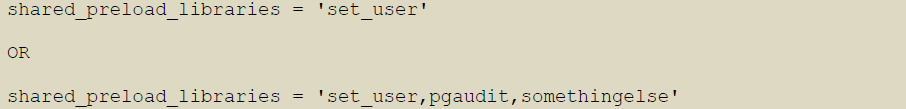 shared_preload_libraries = 'set_user'
OR
shared_preload_libraries = 'set_user,pgaudit,somethingelse'